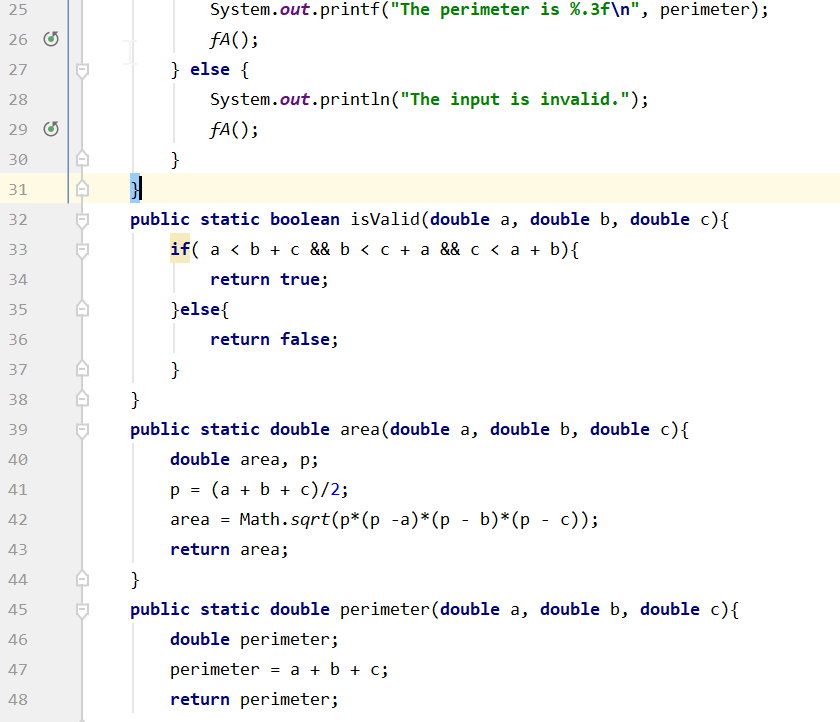 25 System.out.printf("The perimeter is %.3f\n", perimeter);
26 fA();
27 } else {
28 System.out.println("The input is invalid.");
29 fA();
30 }
31 }
32 public static boolean isValid(double a, double b, double c){
33 if( a < b + c && b < c + a && c < a + b){
34 return true;
35 }else{
36 return false;
37 }
38 }
39 public static double area(double a, double b, double c){
40 double area, p;
41 p = (a + b + c)/2;
42 area = Math.sqrt(p*(p -a)*(p - b)*(p - c));
43 return area;
44 }
45 public static double perimeter(double a, double b, double c){
46 double perimeter;
47 perimeter = a + b + c;
48 return perimeter;